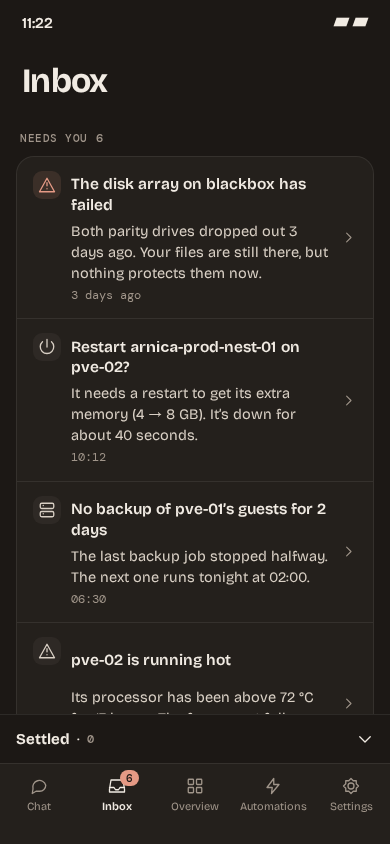 11:22
Inbox
NEEDS YOU 6
The disk array on blackbox has
failed
Both parity drives dropped out 3
days ago. Your files are still there, but
nothing protects them now.
3 days ago
Restart arnica-prod-nest-01 on
pve-02?
It needs a restart to get its extra
memory (4 → 8 GB). It's down for
about 40 seconds.
10:12
No backup of pve-01's guests for 2
days
The last backup job stopped halfway.
The next one runs tonight at 02:00.
06:30
pve-02 is running hot
Its processor has been above 72 °C
Settled · 0
6
Chat
Inbox
Overview
Automations
Settings